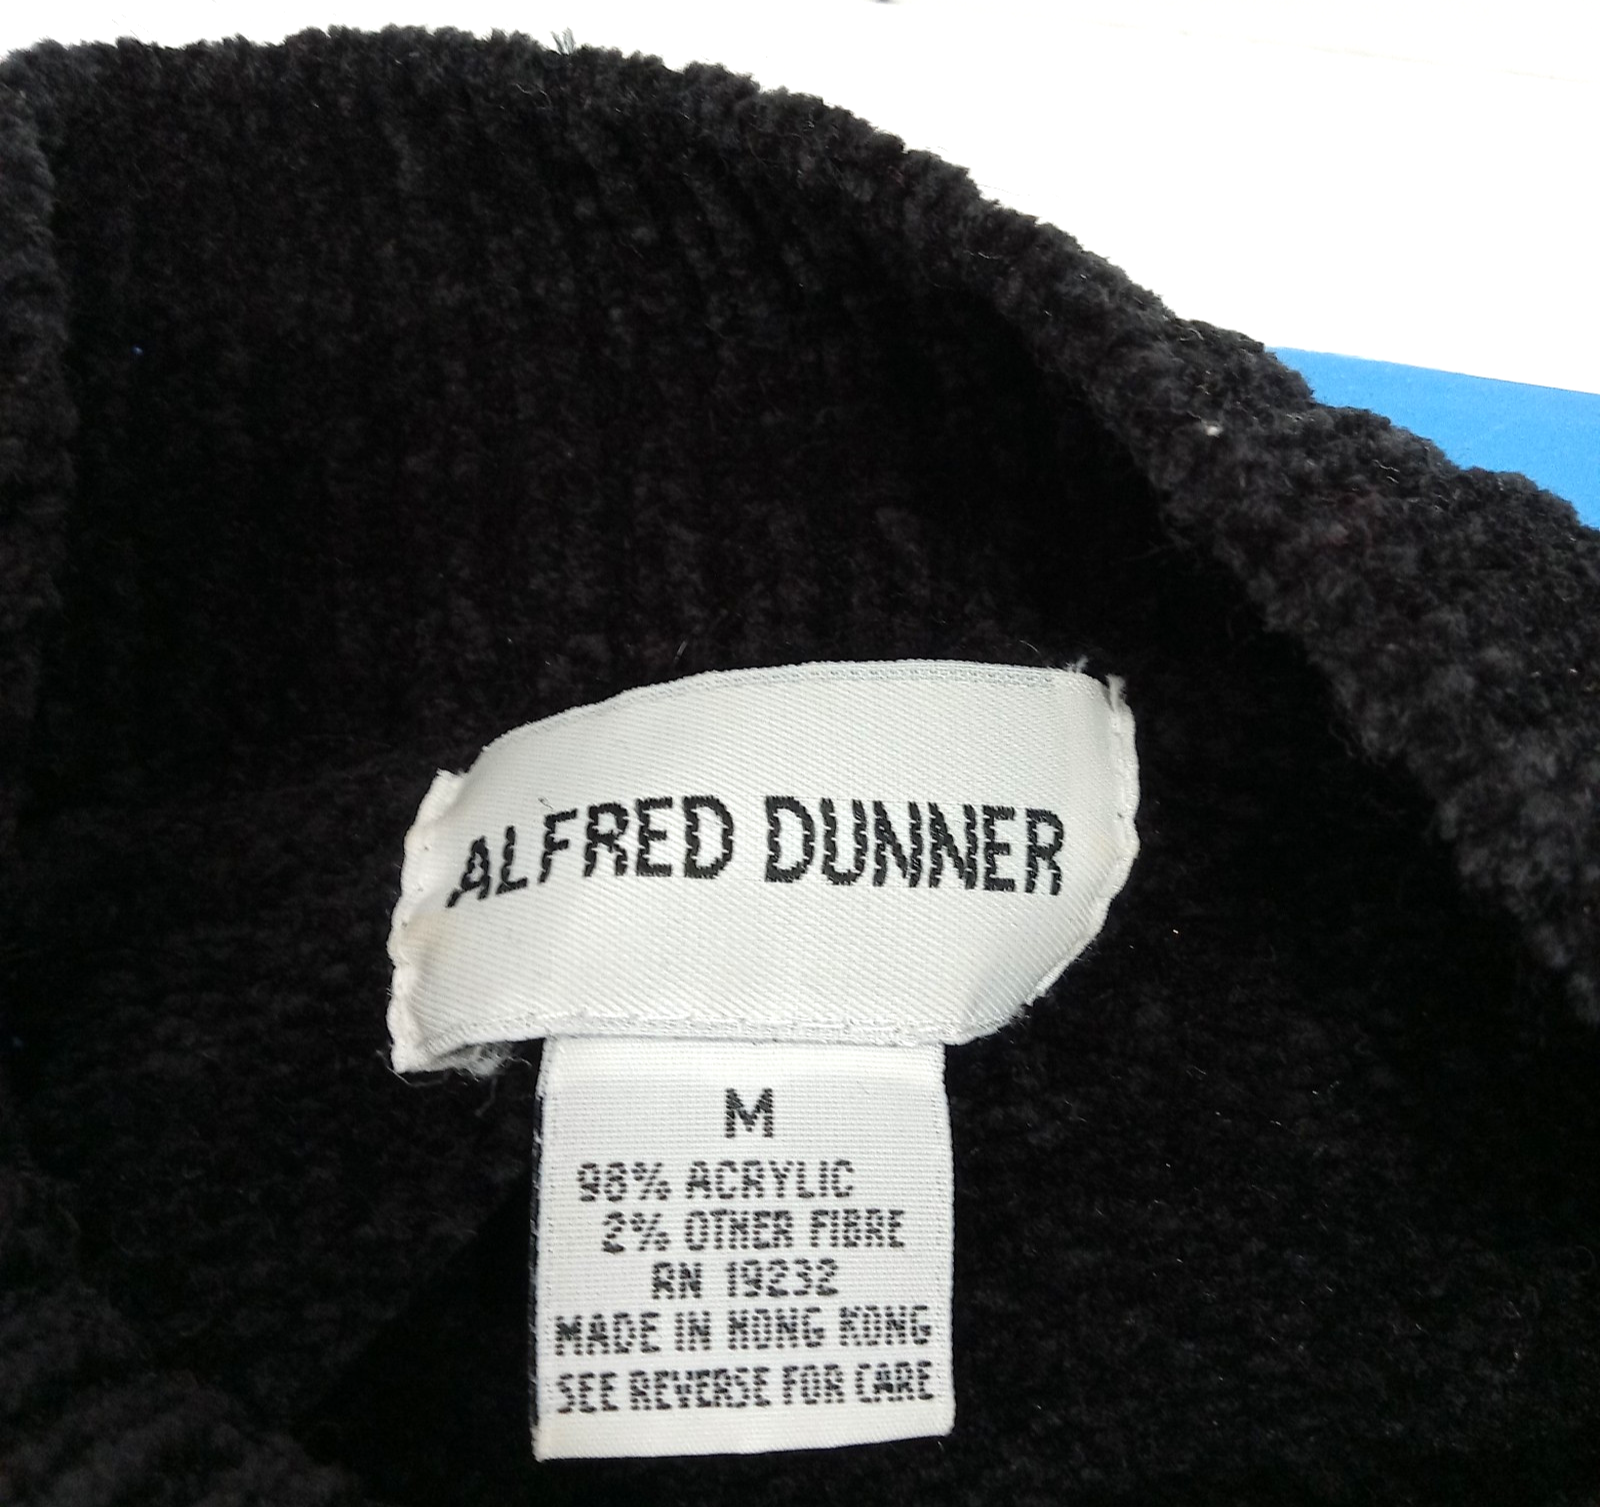 ALFRED DUNNER
M
98% ACRYLIC
2% OTHER FIBRE
RN 19232
MADE IN HONG KONG
SEE REVERSE FOR CARE